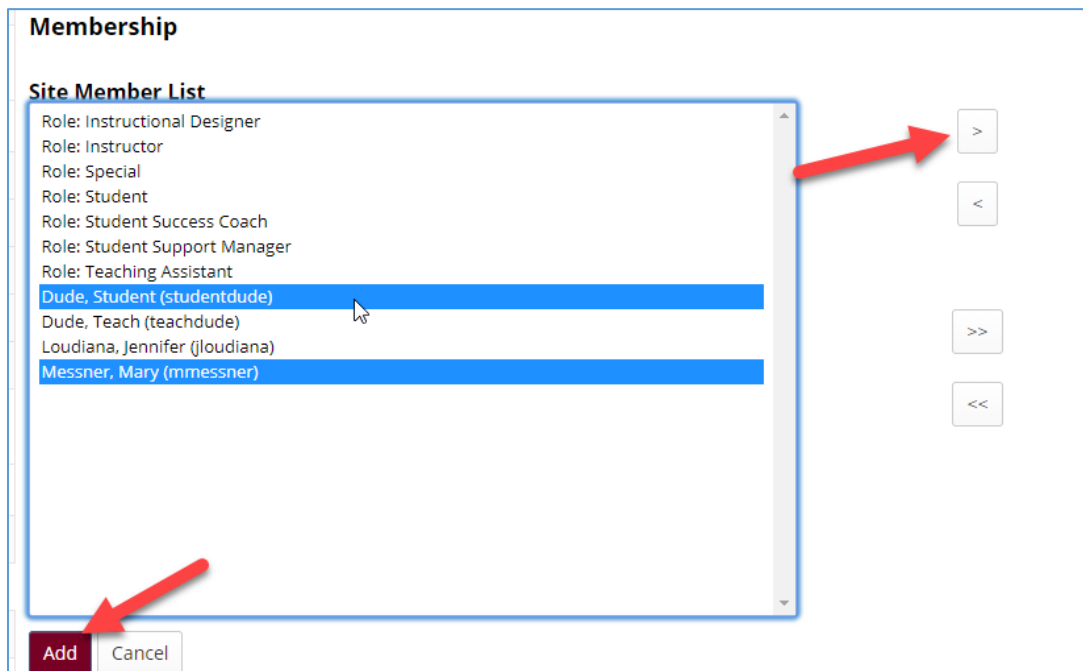 Membership
Site Member List
Role: Instructional Designer
Role: Instructor
Role: Special
Role: Student
Role: Student Success Coach
Role: Student Support Manager
Role: Teaching Assistant
Dude, Student (studentdude)
Dude, Teach (teachdude)
Loudiana, Jennifer (jloudiana)
Messner, Mary (mmessner)
>
<
>>
<<
Add Cancel